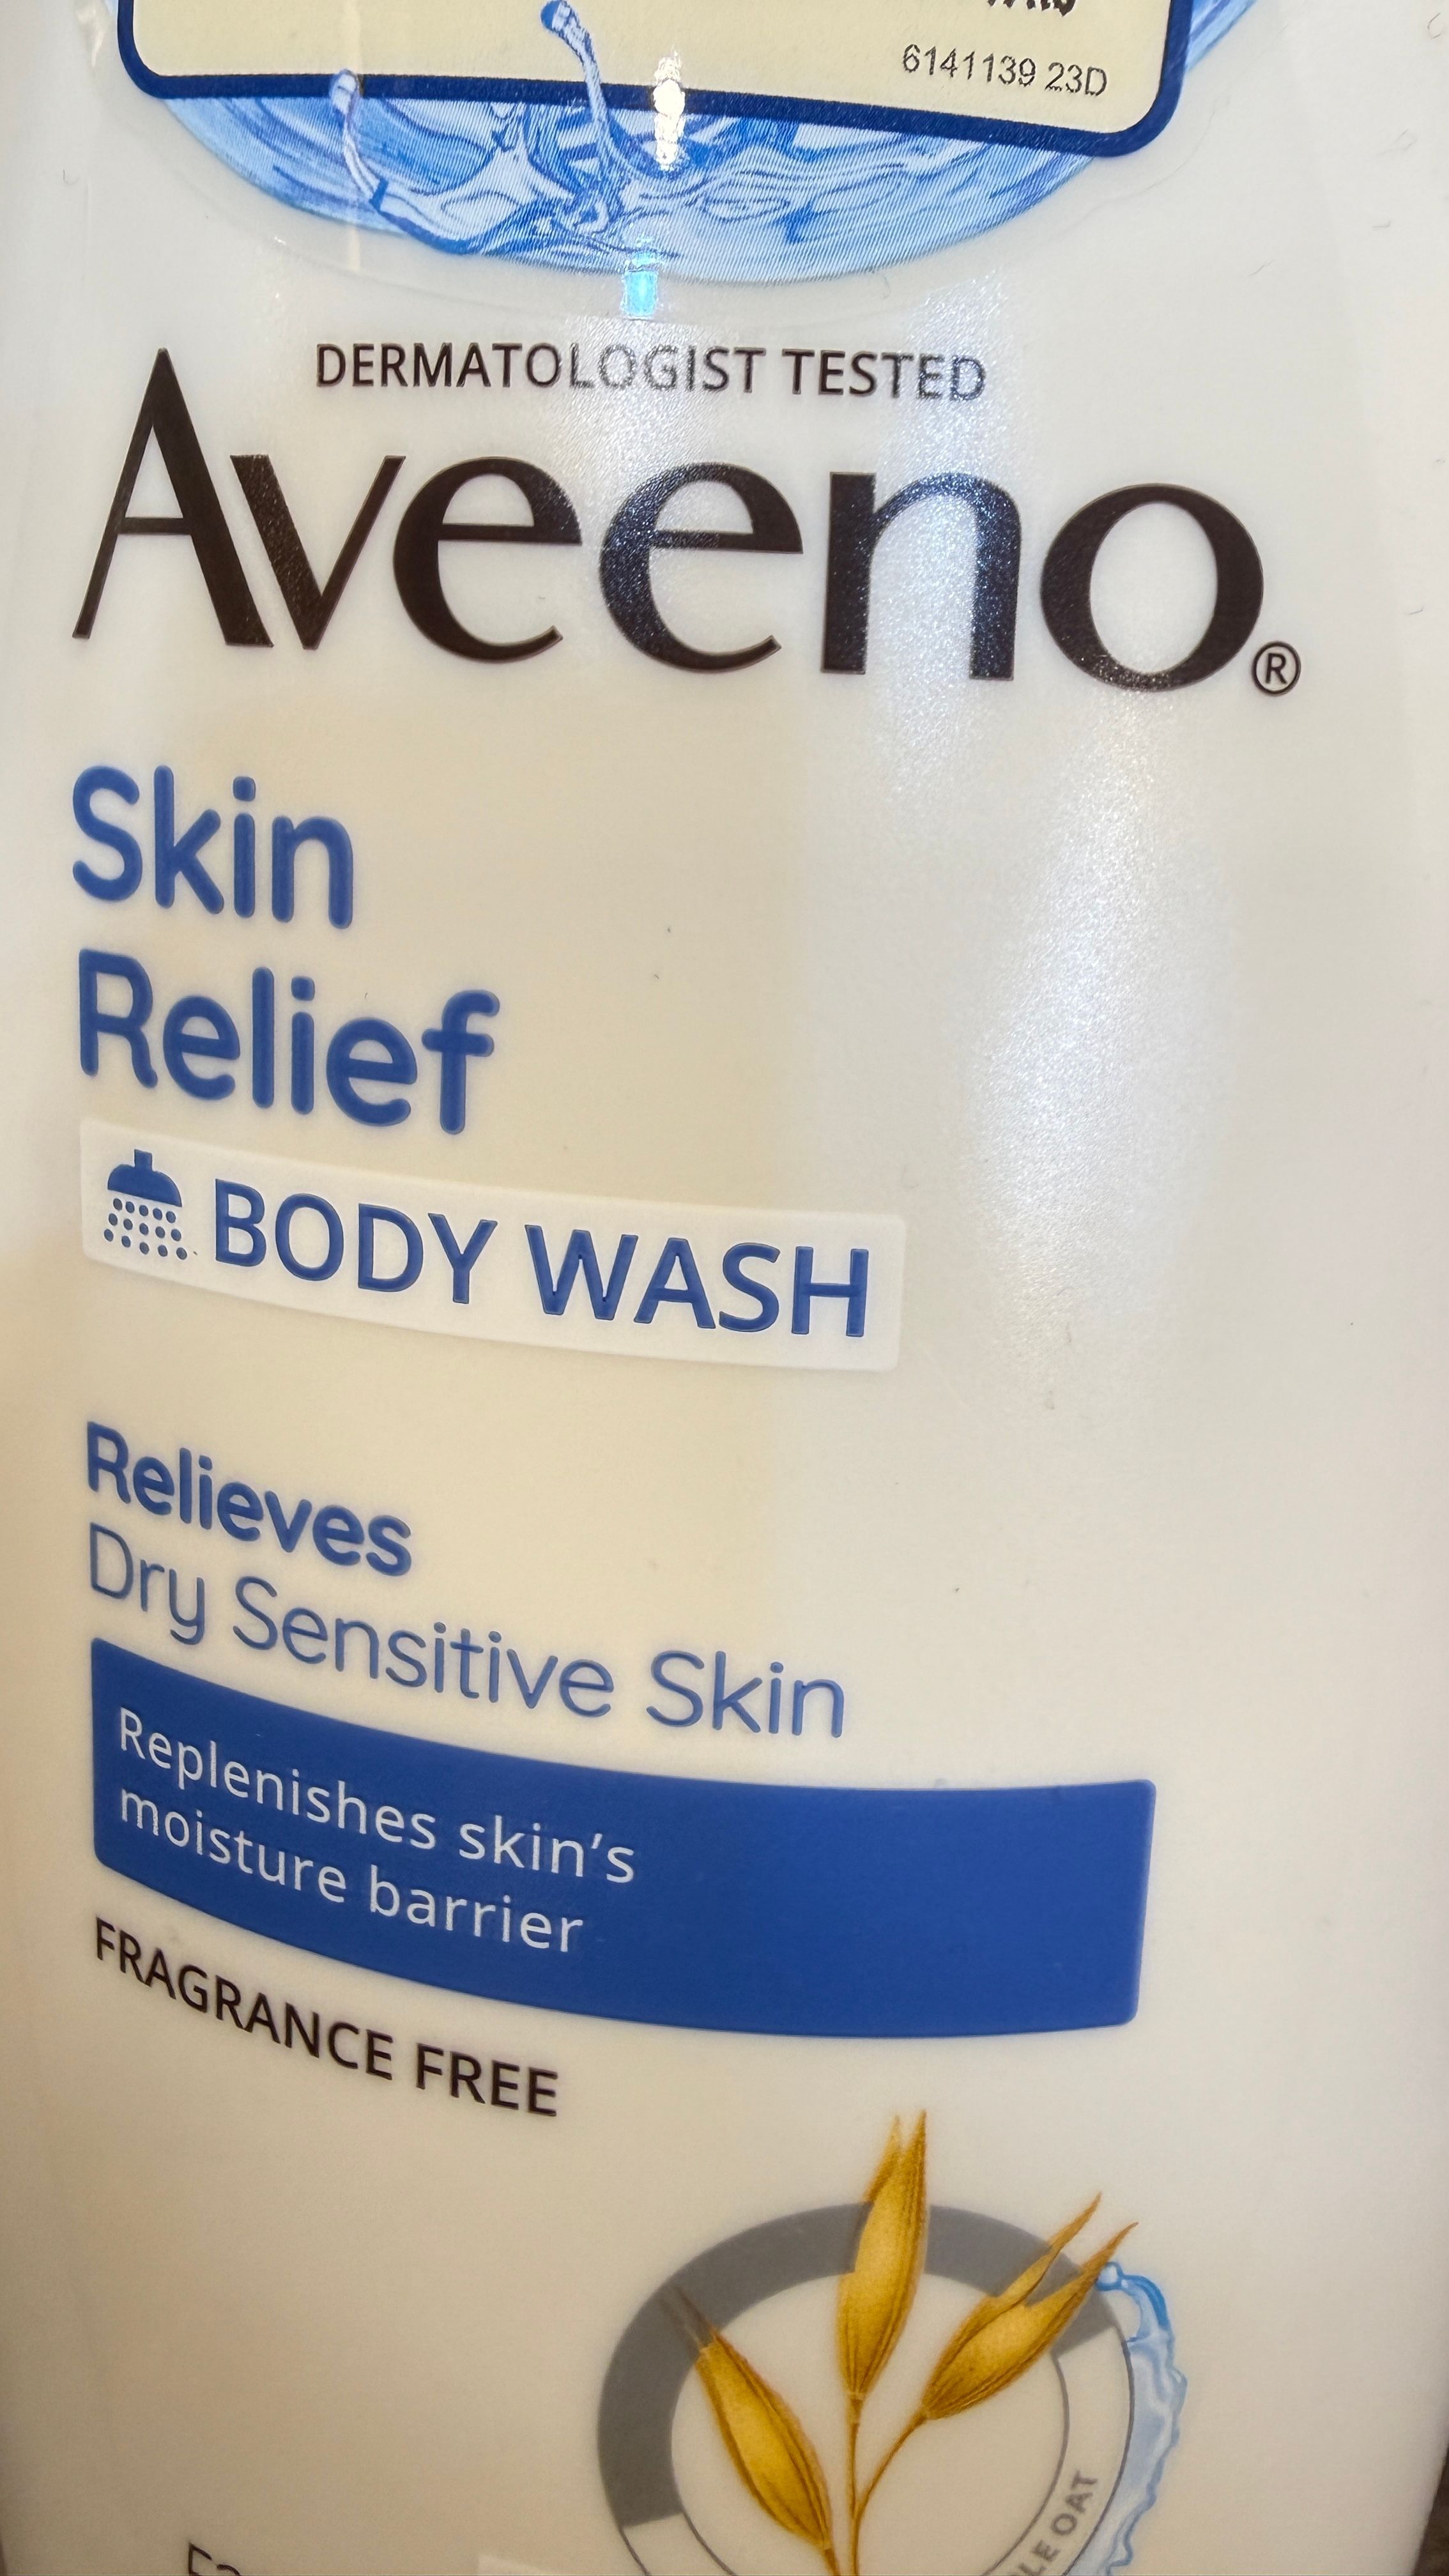 6141139 23D
DERMATOLOGIST TESTED
Aveeno®
Skin
Relief
BODY WASH
Relieves
Dry Sensitive Skin
Replenishes skin's
moisture barrier
FRAGRANCE FREE
OAT